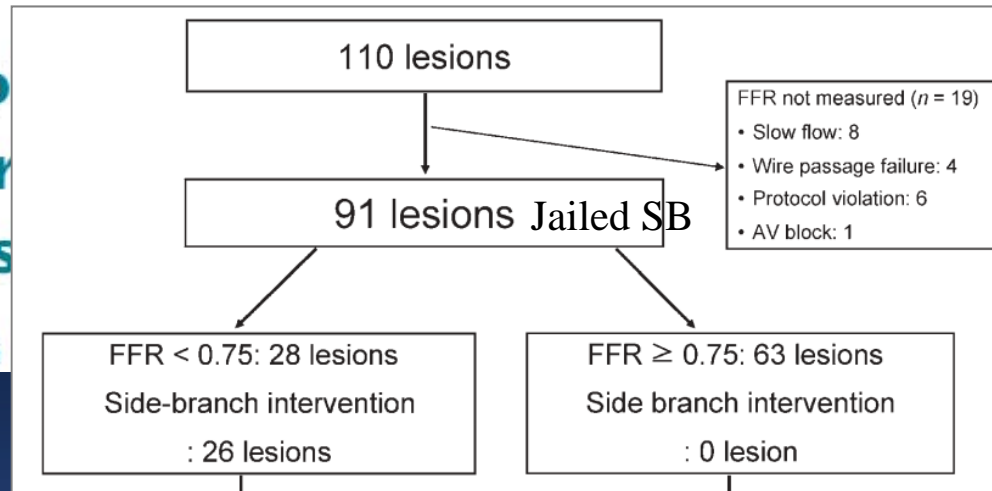 110 lesions
FFR not measured (n = 19)
• Slow flow: 8
• Wire passage failure: 4
• Protocol violation: 6
• AV block: 1
91 lesions Jailed SB
FFR < 0.75: 28 lesions
Side-branch intervention
: 26 lesions
FFR ≥ 0.75: 63 lesions
Side branch intervention
: 0 lesion